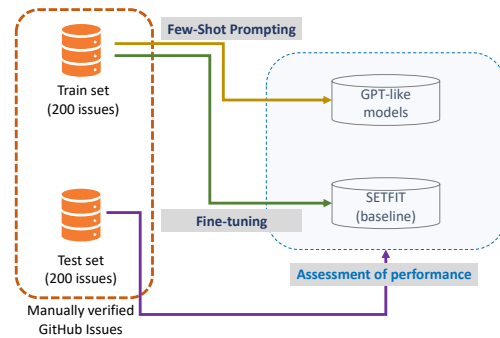 Few-Shot Prompting
Train set
(200 issues)
GPT-like
models
SETFIT
(baseline)
Fine-tuning
Test set
(200 issues)
Assessment of performance
Manually verified
GitHub Issues